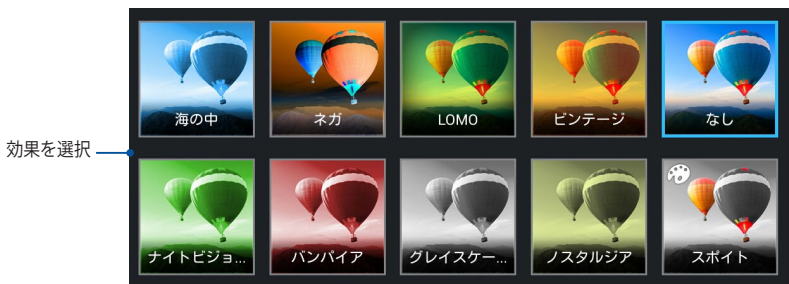 海の中
ネガ
LOMO
ビンテージ
なし
効果を選択
ナイトビジョ...
バンパイア
グレイスケー...
ノスタルジア
スポイト